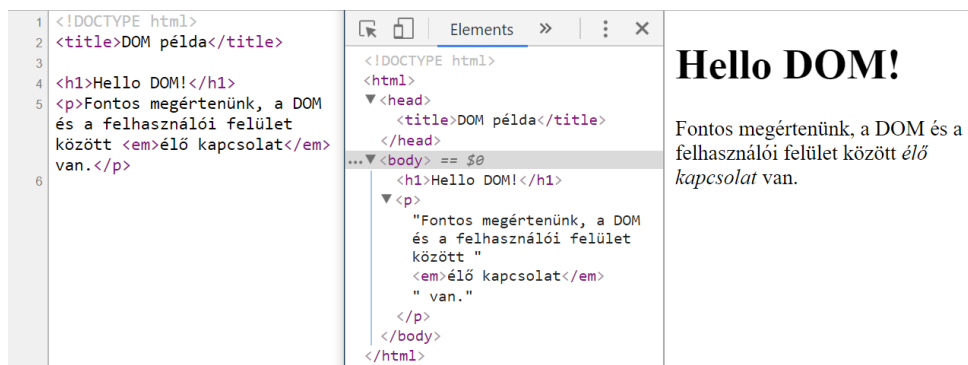 1 <!DOCTYPE html>
2 <title>DOM példa</title>
3
4 <h1>Hello DOM!</h1>
5 <p>Fontos megértenünk, a DOM
és a felhasználói felület
között <em>élő kapcsolat</em>
van.</p>
6
Elements »
<!DOCTYPE html>
<html>
▼<head>
<title>DOM példa</title>
</head>
...▼<body> == $0
<h1>Hello DOM!</h1>
▼<p>
"Fontos megértenünk, a DOM
és a felhasználói felület
között "
<em>élő kapcsolat</em>
" van."
</p>
</body>
</html>
Hello DOM!
Fontos megértenünk, a DOM és a
felhasználói felület között élő
kapcsolat van.